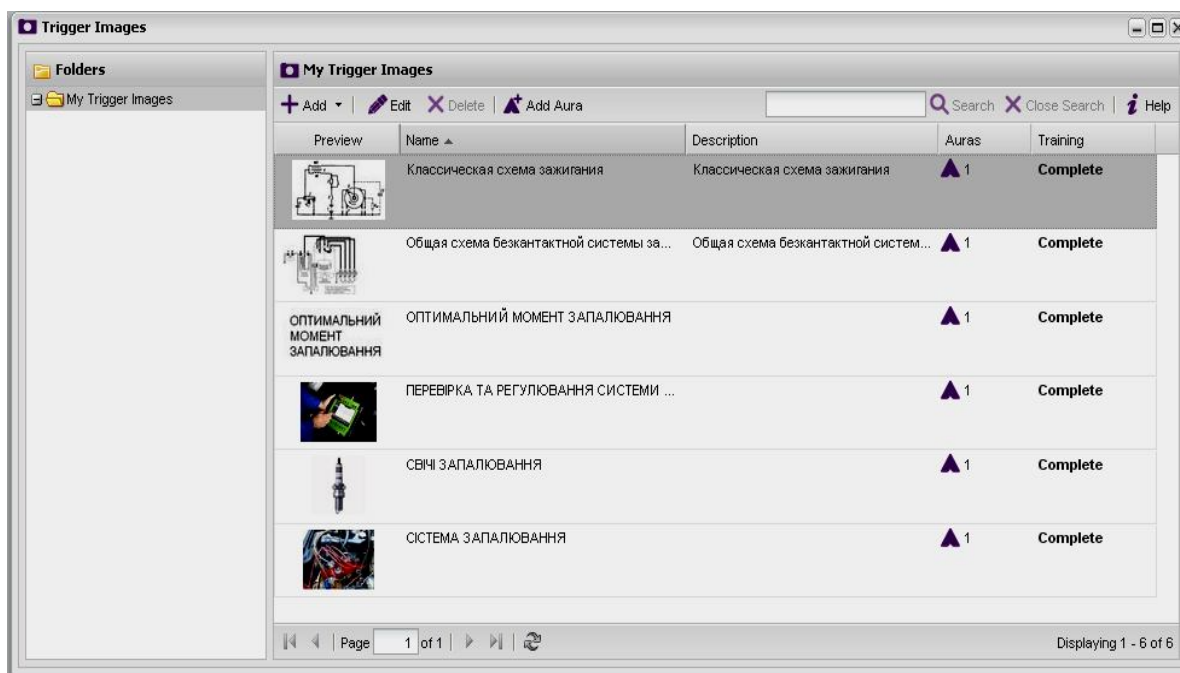 Trigger Images
Folders
My Trigger Images
My Trigger Images
Add Edit Delete Add Aura Search Close Search Help
Preview Name Description Auras Training
Классическая схема зажигания Классическая схема зажигания 1 Complete
Общая схема безкантактной системы за... Общая схема безкантактной систем... 1 Complete
ОПТИМАЛЬНИЙ МОМЕНТ ЗАПАЛЮВАННЯ 1 Complete
ОПТИМАЛЬНИЙ
МОМЕНТ
ЗАПАЛЮВАННЯ
ПЕРЕВІРКА ТА РЕГУЛЮВАННЯ СИСТЕМИ ... 1 Complete
СВІЧІ ЗАПАЛЮВАННЯ 1 Complete
СІСТЕМА ЗАПАЛЮВАННЯ 1 Complete
Page 1 of 1 Displaying 1 - 6 of 6